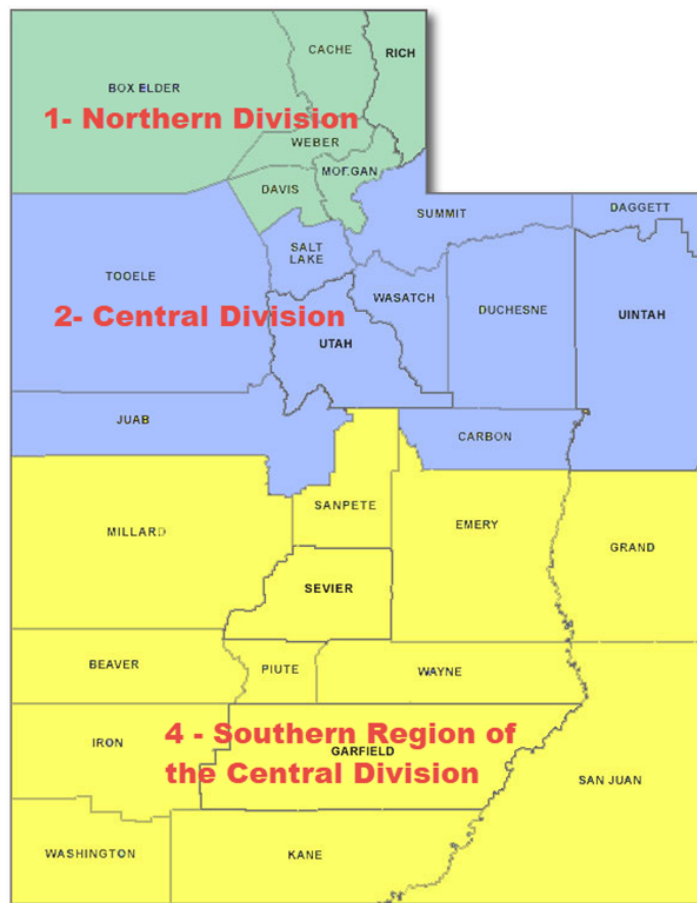 CACHE
RICH
BOX ELDER
1- Northern Division
WEBER
MORGAN
DAVIS
SUMMIT
DAGGETT
SALT
LAKE
TOOELE
WASATCH
DUCHESNE
UINTAH
2- Central Division
UTAH
JUAB
CARBON
SANPETE
MILLARD
EMERY
GRAND
SEVIER
BEAVER
PIUTE
WAYNE
4 - Southern Region of
IRON
GARFIELD
the Central Division
SAN JUAN
WASHINGTON
KANE